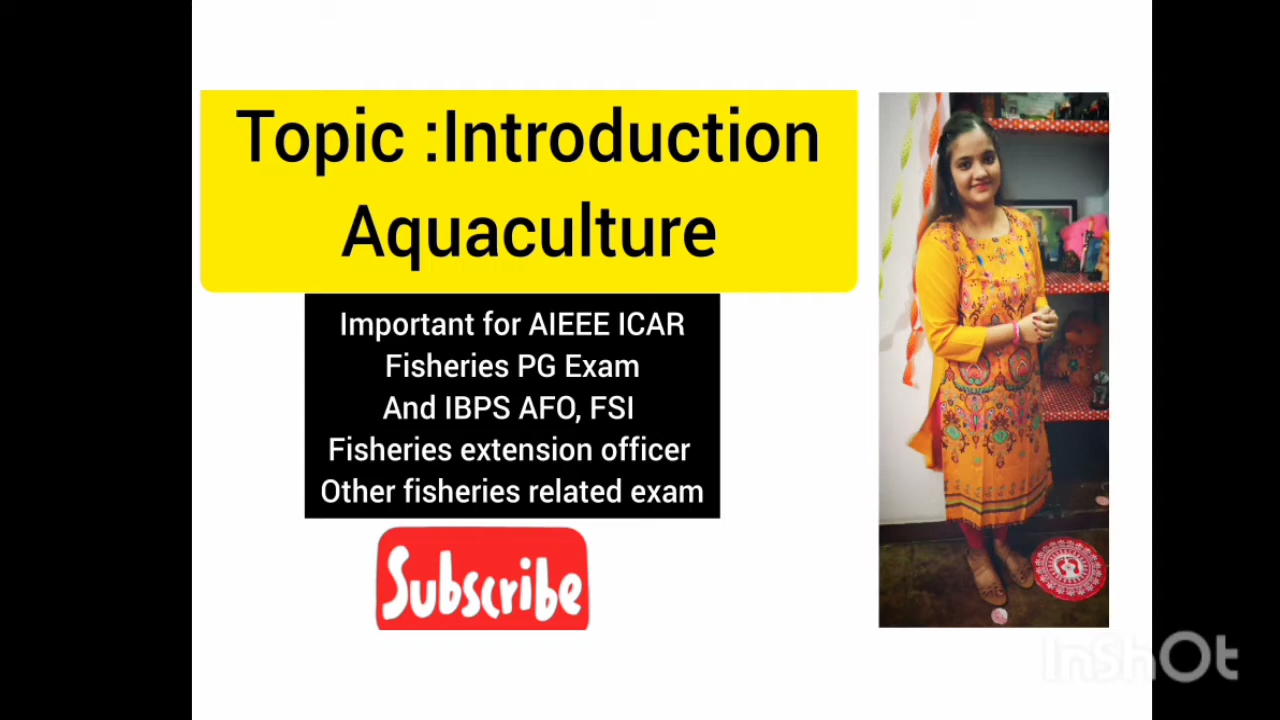 Topic :Introduction
Aquaculture
Important for AIEEE ICAR
Fisheries PG Exam
And IBPS AFO, FSI
Fisheries extension officer
Other fisheries related exam
Subscribe
InShOt